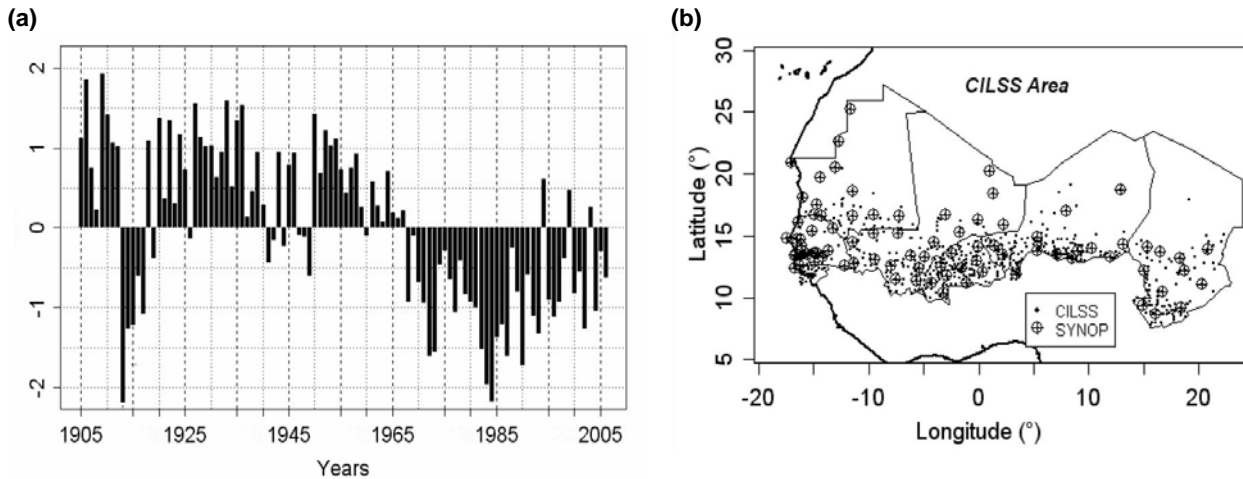 (a)
2
1
0
-1
-2
1905 1925 1945 1965 1985 2005
Years
(b)
CILSS Area
30
25
20
15
10
5
Latitude (°)
CILSS
SYNOP
-20 -10 0 10 20
Longitude (°)